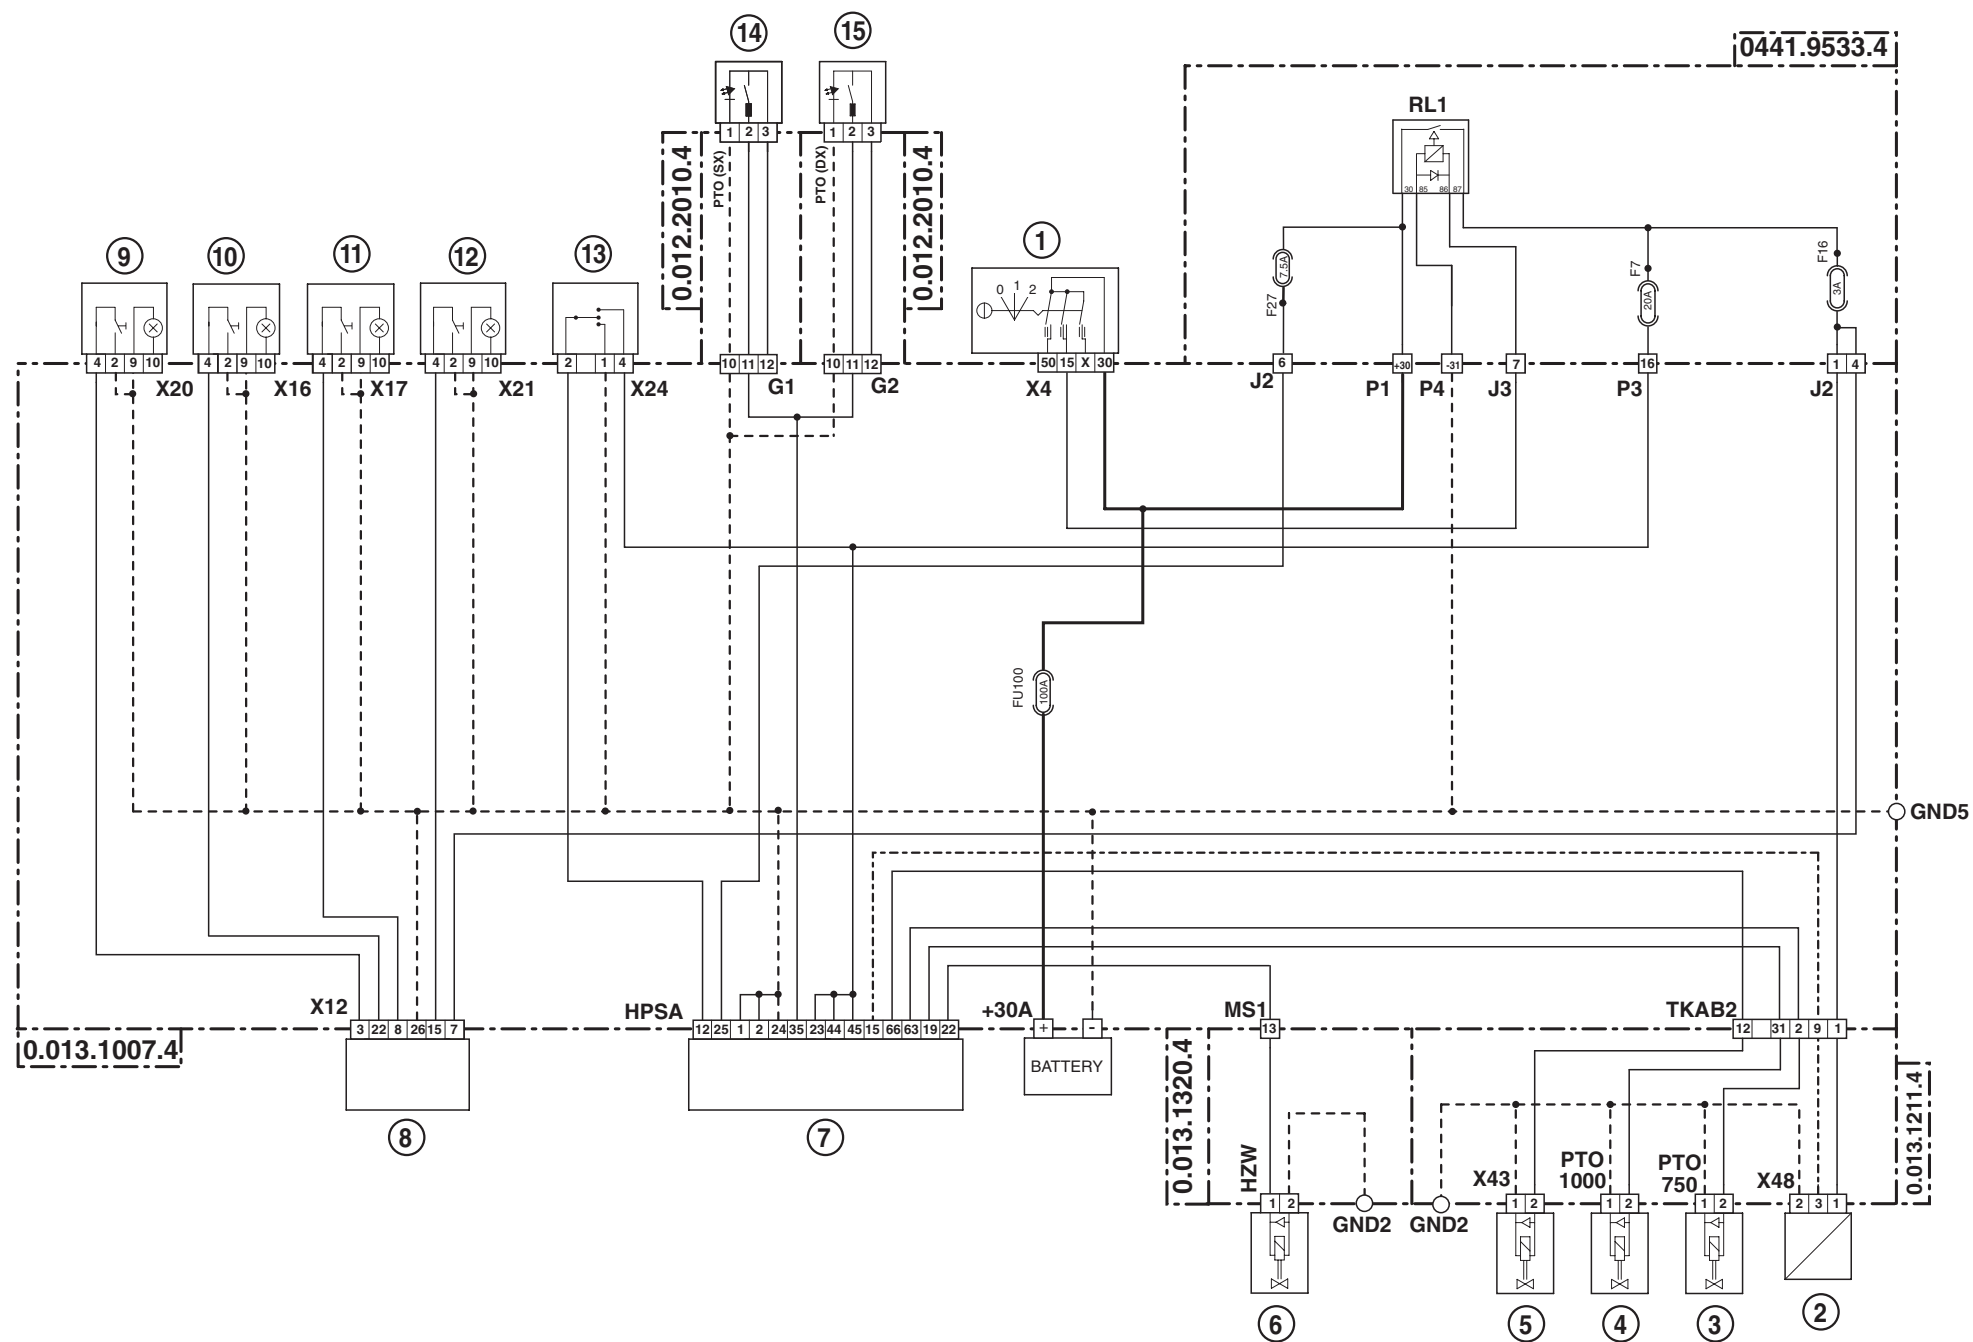 14
15
0441.9533.4
RL1
30 85 86 87
1 2 3
1 2 3
PTO (SX)
PTO (DX)
0.012.2010.4
0.012.2010.4
9
10
11
12
13
1
0 1 2
7.5A
F27
F7
20A
F16
3A
4 2 9 10
4 2 9 10
4 2 9 10
4 2 9 10
2 1 4
10 11 12
10 11 12
50 15 X 30
6
+30
-31
7
16
1 4
X20
X16
X17
X21
X24
G1
G2
X4
J2
P1
P4
J3
P3
J2
FU100
100A
GND5
X12
HPSA
+30A
MS1
TKAB2
3 22 8 26 15 7
12 25 1 2 24 35 23 44 45 15 66 63 19 22
+ -
13
12 31 2 9 1
0.013.1007.4
BATTERY
0.013.1320.4
0.013.1211.4
8
7
HZW
X43
PTO
1000
PTO
750
X48
1 2
1 2
1 2
1 2
2 3 1
GND2
GND2
6
5
4
3
2